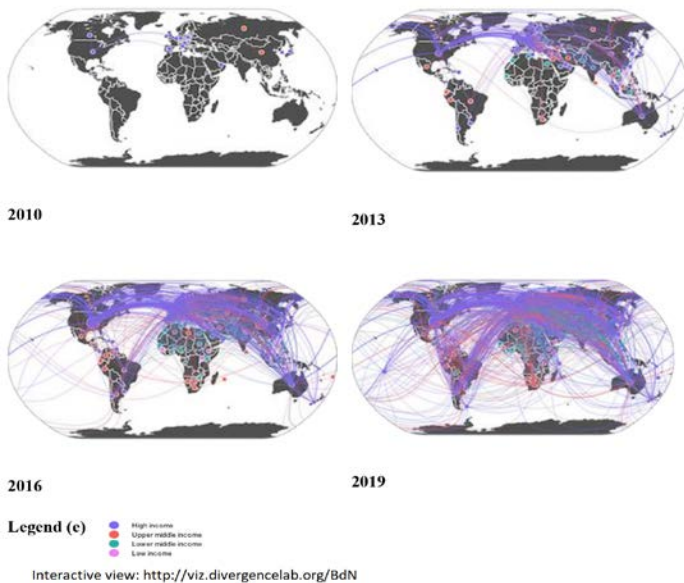 2010
2013
2016
2019
Legend (e)
High income
Upper middle income
Lower middle income
Low income
Interactive view: http://viz.divergencelab.org/BdN